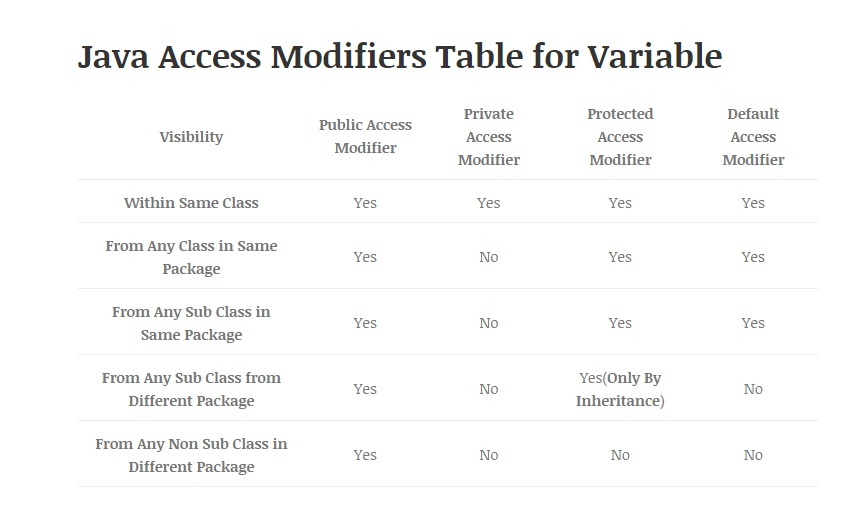 Java Access Modifiers Table for Variable
Visibility
Public Access
Modifier
Private
Access
Modifier
Protected
Access
Modifier
Default
Access
Modifier
Within Same Class Yes Yes Yes Yes
From Any Class in Same
Package
Yes No Yes Yes
From Any Sub Class in
Same Package
Yes No Yes Yes
From Any Sub Class from
Different Package
Yes No
Yes(Only By
Inheritance)
No
From Any Non Sub Class in
Different Package
Yes No No No